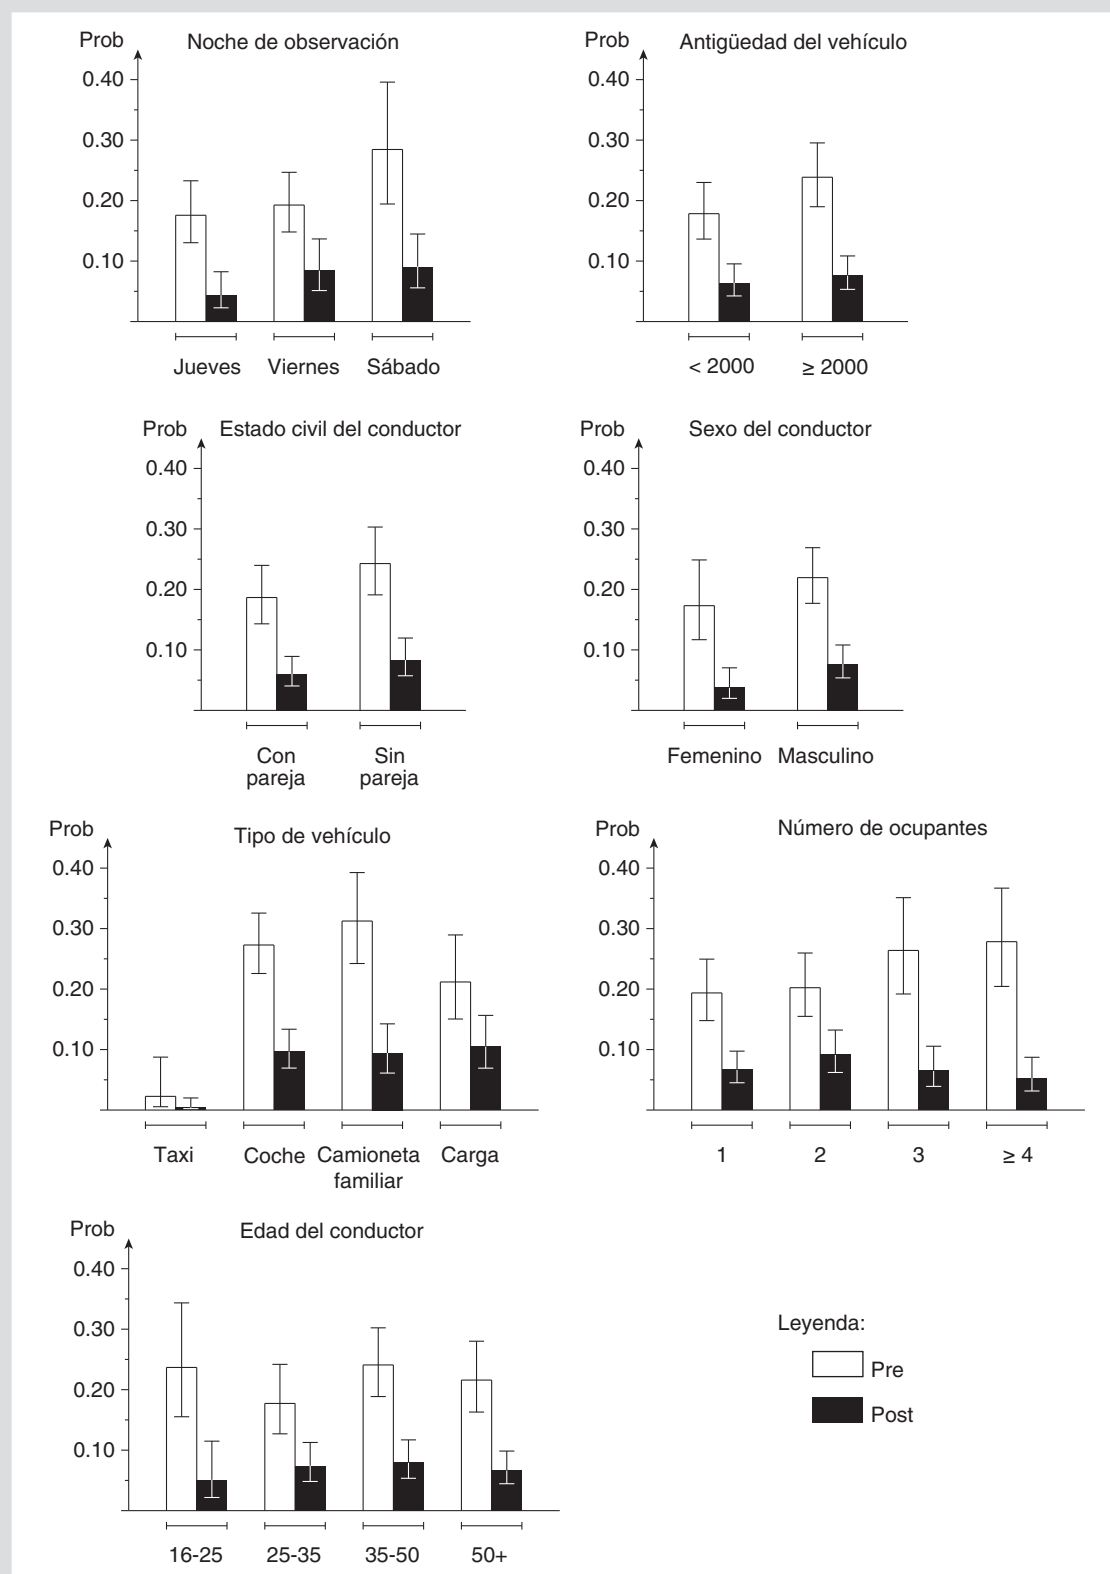 Prob
Noche de observación
0.40
0.30
0.20
0.10
Jueves
Viernes
Sábado
Prob
Antigüedad del vehículo
0.40
0.30
0.20
0.10
< 2000
≥ 2000
Prob
Estado civil del conductor
0.40
0.30
0.20
0.10
Con
pareja
Sin
pareja
Prob
Sexo del conductor
0.40
0.30
0.20
0.10
Femenino
Masculino
Prob
Tipo de vehículo
0.40
0.30
0.20
0.10
Taxi
Coche
Camioneta
familiar
Carga
Prob
Número de ocupantes
0.40
0.30
0.20
0.10
1
2
3
≥ 4
Prob
Edad del conductor
0.40
0.30
0.20
0.10
16-25
25-35
35-50
50+
Leyenda:
Pre
Post